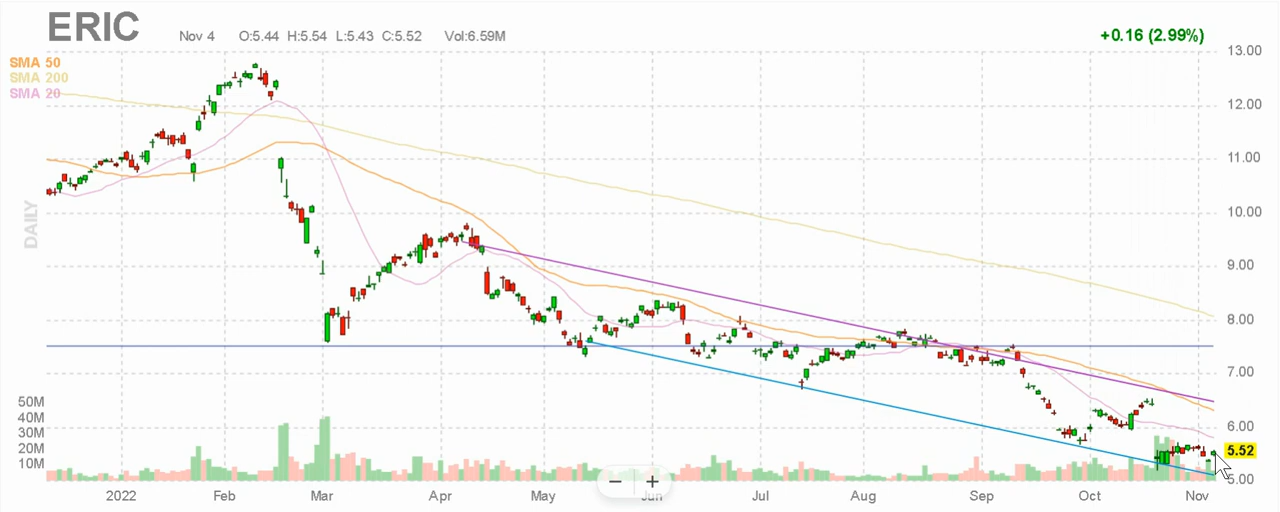 ERIC Nov 4 O:5.44 H:5.54 L:5.43 C:5.52 Vol:6.59M +0.16 (2.99%)
SMA 50
SMA 200
SMA 20
DAILY
13.00
12.00
11.00
10.00
9.00
8.00
7.00
6.00
5.52
5.00
50M
40M
30M
20M
10M
− +
2022 Feb Mar Apr May Jun Jul Aug Sep Oct Nov